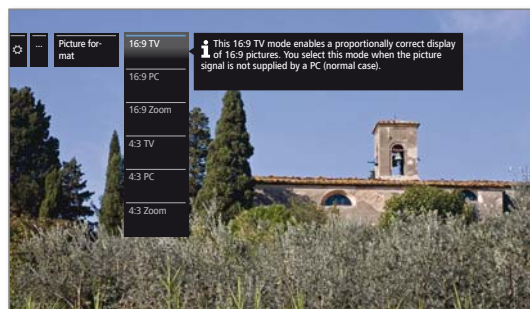 ...
Picture for-
mat
16:9 TV
16:9 PC
16:9 Zoom
4:3 TV
4:3 PC
4:3 Zoom
This 16:9 TV mode enables a proportionally correct display
of 16:9 pictures. You select this mode when the picture
signal is not supplied by a PC (normal case).